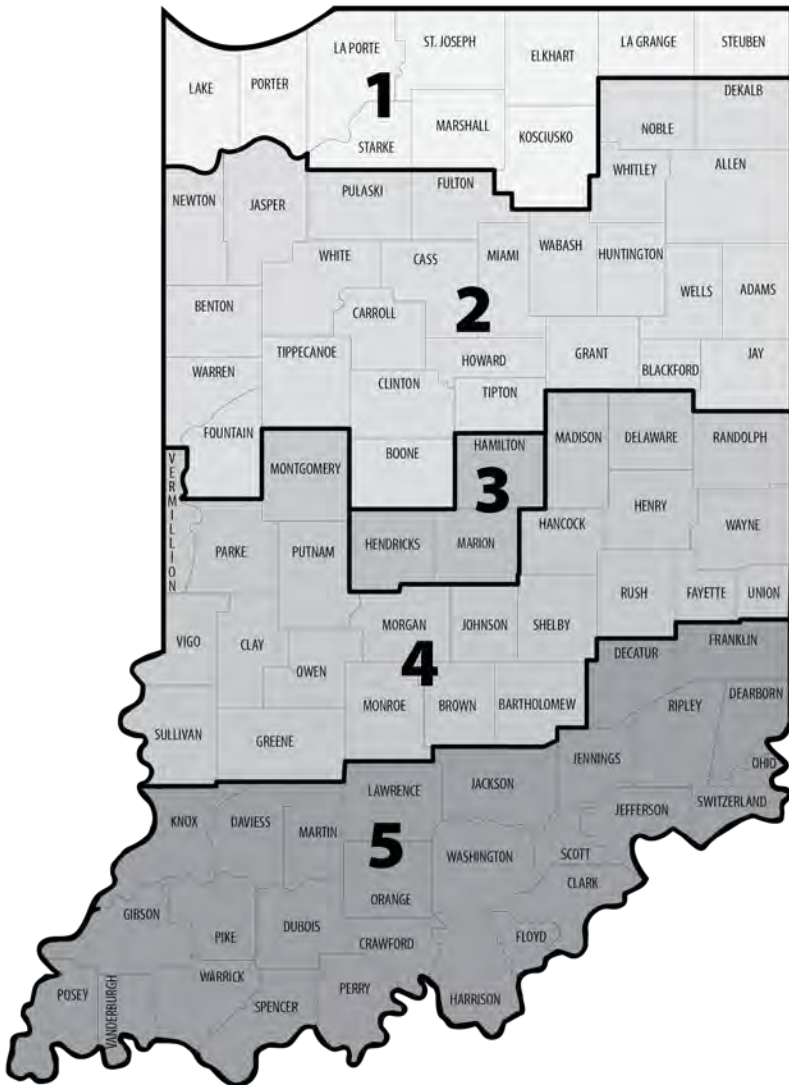 LA PORTE
ST. JOSEPH
ELKHART
LA GRANGE
STEUBEN
LAKE
PORTER
1
DEKALB
MARSHALL
KOSCIUSKO
NOBLE
STARKE
ALLEN
WHITLEY
NEWTON
JASPER
PULASKI
FULTON
WHITE
CASS
MIAMI
WABASH
HUNTINGTON
WELLS
ADAMS
BENTON
CARROLL
2
TIPPECANOE
HOWARD
GRANT
BLACKFORD
JAY
WARREN
CLINTON
TIPTON
FOUNTAIN
BOONE
HAMILTON
MADISON
DELAWARE
RANDOLPH
VERMILLION
MONTGOMERY
3
HENRY
HANCOCK
WAYNE
PARKE
PUTNAM
HENDRICKS
MARION
RUSH
FAYETTE
UNION
MORGAN
JOHNSON
SHELBY
VIGO
CLAY
OWEN
4
DECATUR
FRANKLIN
MONROE
BROWN
BARTHOLOMEW
RIPLEY
DEARBORN
SULLIVAN
GREENE
JENNINGS
OHIO
LAWRENCE
JACKSON
JEFFERSON
SWITZERLAND
KNOX
DAVIESS
MARTIN
5
WASHINGTON
SCOTT
CLARK
ORANGE
GIBSON
PIKE
DUBOIS
CRAWFORD
FLOYD
POSEY
VANDERBURGH
WARRICK
SPENCER
PERRY
HARRISON